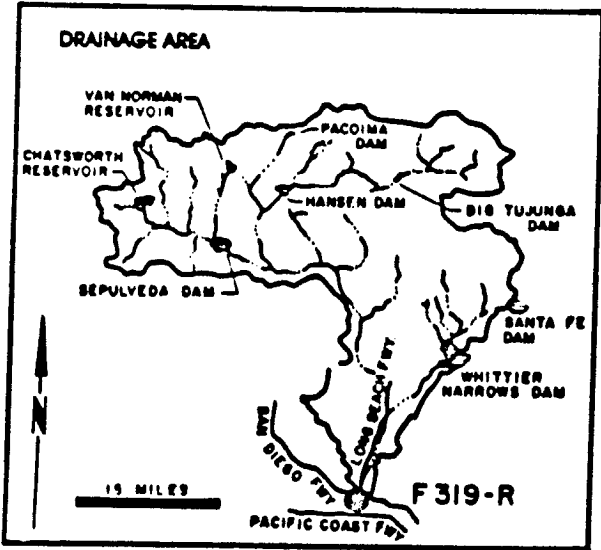 DRAINAGE AREA
VAN NORMAN
RESERVOIR
PACOIMA
DAM
CHATSWORTH
RESERVOIR
HANSEN DAM
BIG TUJUNGA
DAM
SEPULVEDA DAM
SANTA FE
DAM
WHITTIER
NARROWS DAM
LONG BEACH FWY
SAN
DIEGO FWY
N
15 MILES
F319-R
PACIFIC COAST FWY